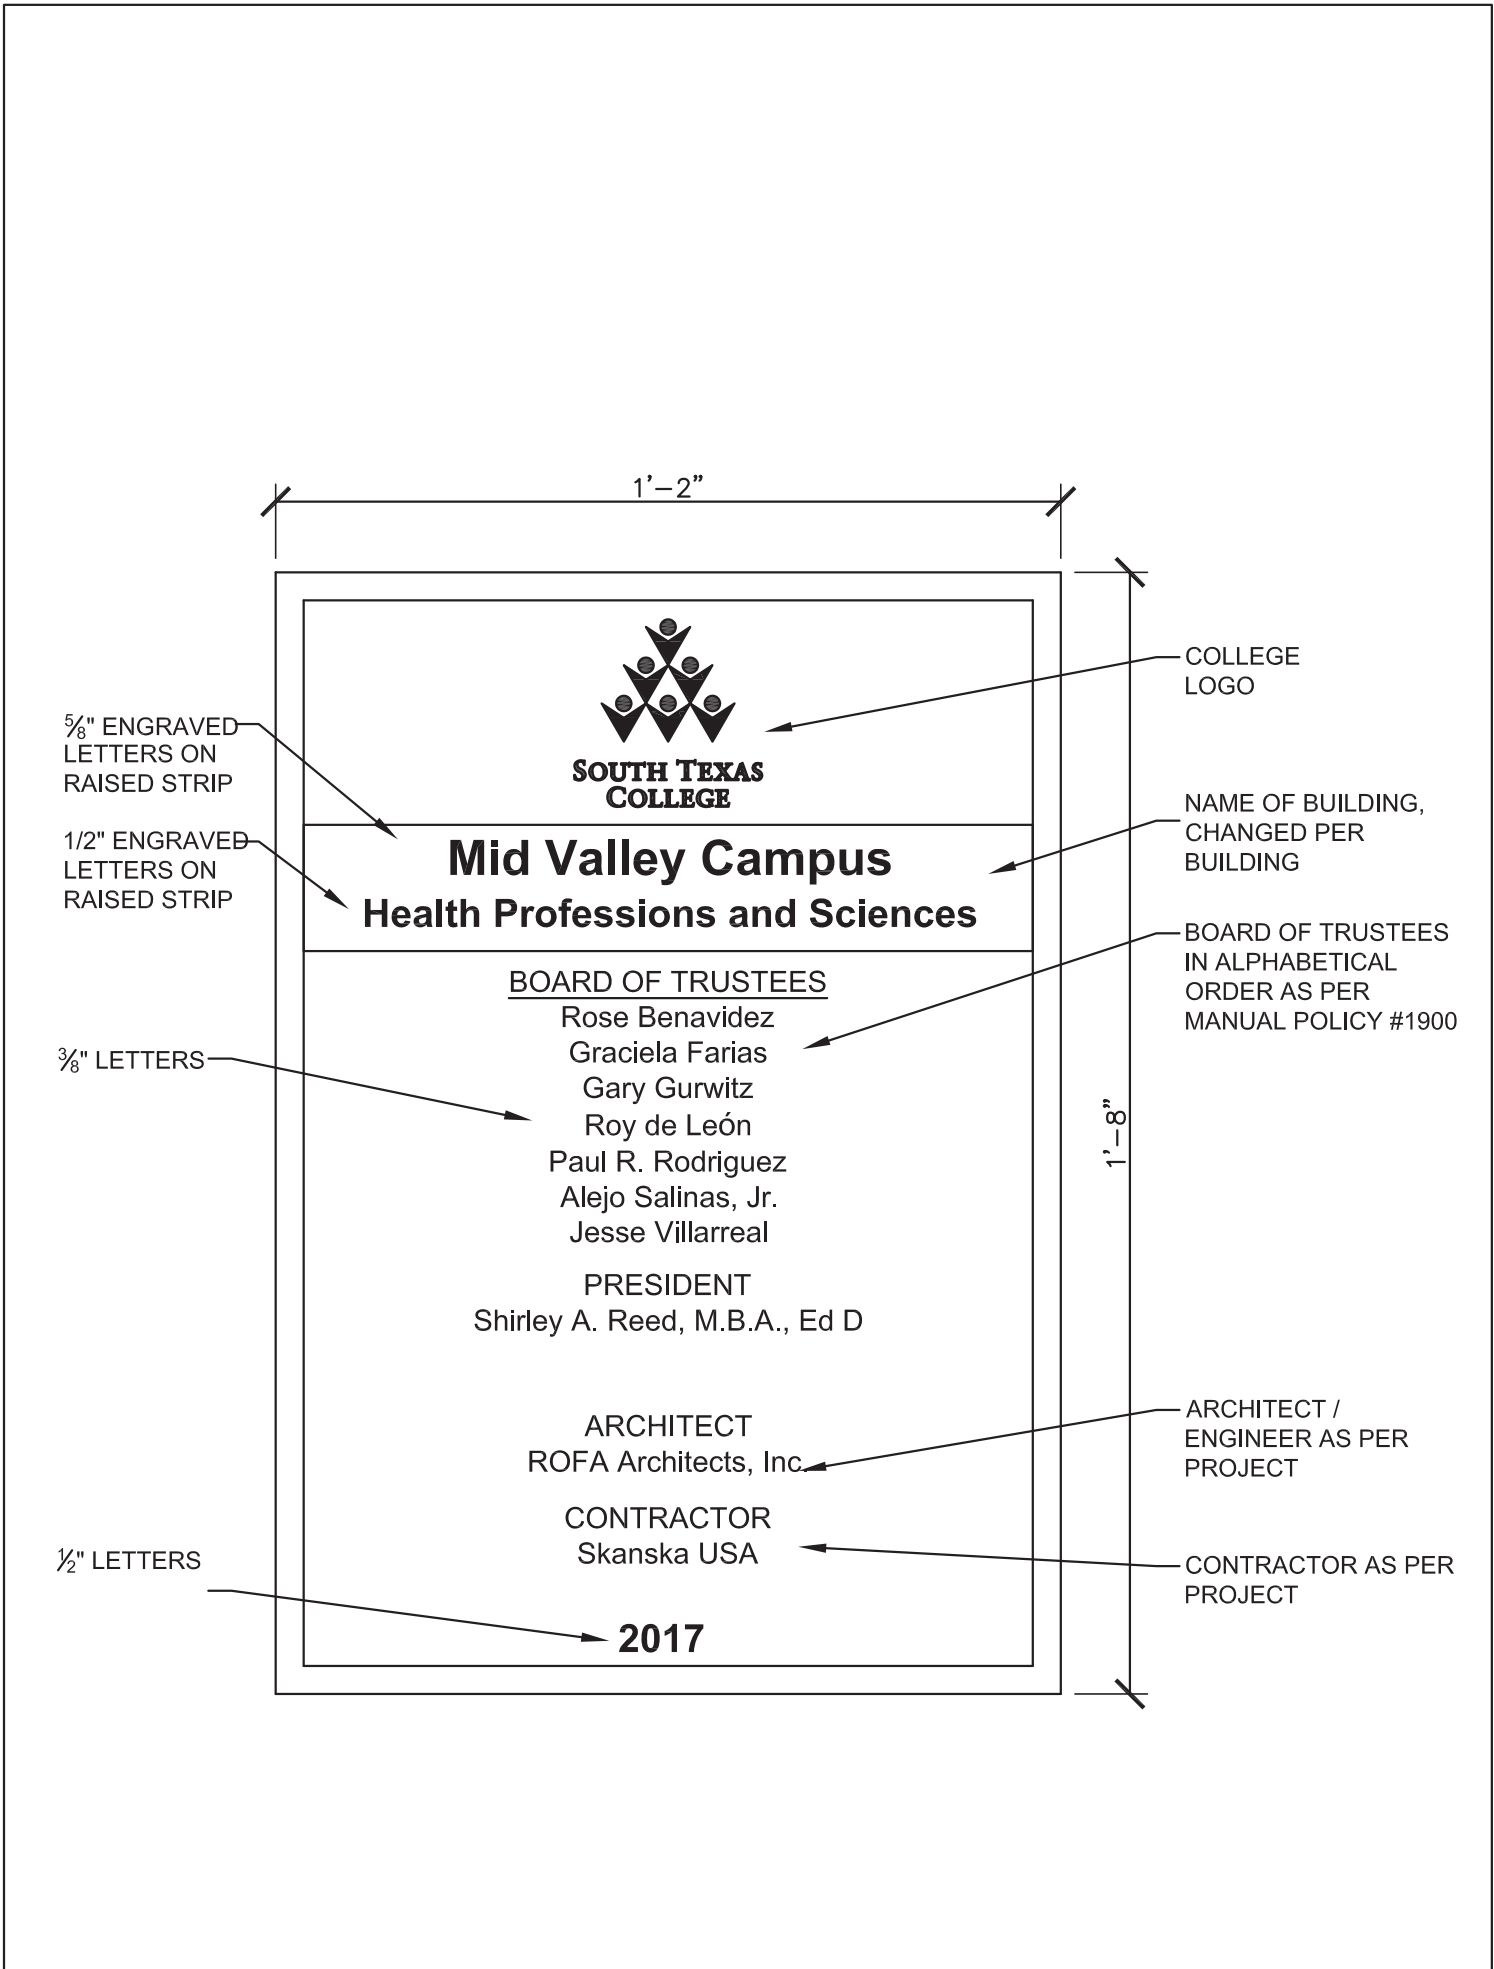 1'-2"
SOUTH TEXAS
COLLEGE
Mid Valley Campus
Health Professions and Sciences
BOARD OF TRUSTEES
Rose Benavidez
Graciela Farias
Gary Gurwitz
Roy de León
Paul R. Rodriguez
Alejo Salinas, Jr.
Jesse Villarreal
PRESIDENT
Shirley A. Reed, M.B.A., Ed D
ARCHITECT
ROFA Architects, Inc.
CONTRACTOR
Skanska USA
2017
⅝" ENGRAVED
LETTERS ON
RAISED STRIP
1/2" ENGRAVED
LETTERS ON
RAISED STRIP
⅜" LETTERS
½" LETTERS
COLLEGE
LOGO
NAME OF BUILDING,
CHANGED PER
BUILDING
BOARD OF TRUSTEES
IN ALPHABETICAL
ORDER AS PER
MANUAL POLICY #1900
1'-8"
ARCHITECT /
ENGINEER AS PER
PROJECT
CONTRACTOR AS PER
PROJECT